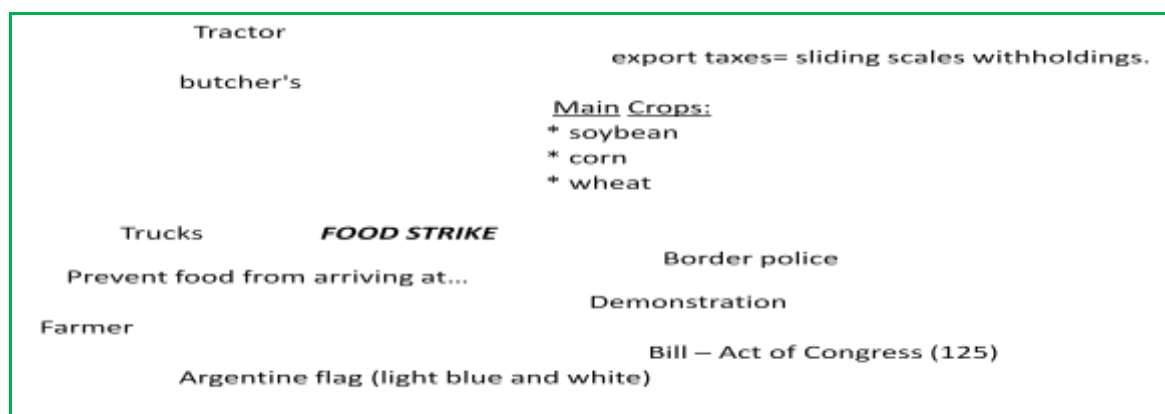 Tractor
export taxes= sliding scales withholdings.
butcher's
Main Crops:
* soybean
* corn
* wheat
Trucks
FOOD STRIKE
Border police
Prevent food from arriving at...
Demonstration
Farmer
Bill – Act of Congress (125)
Argentine flag (light blue and white)